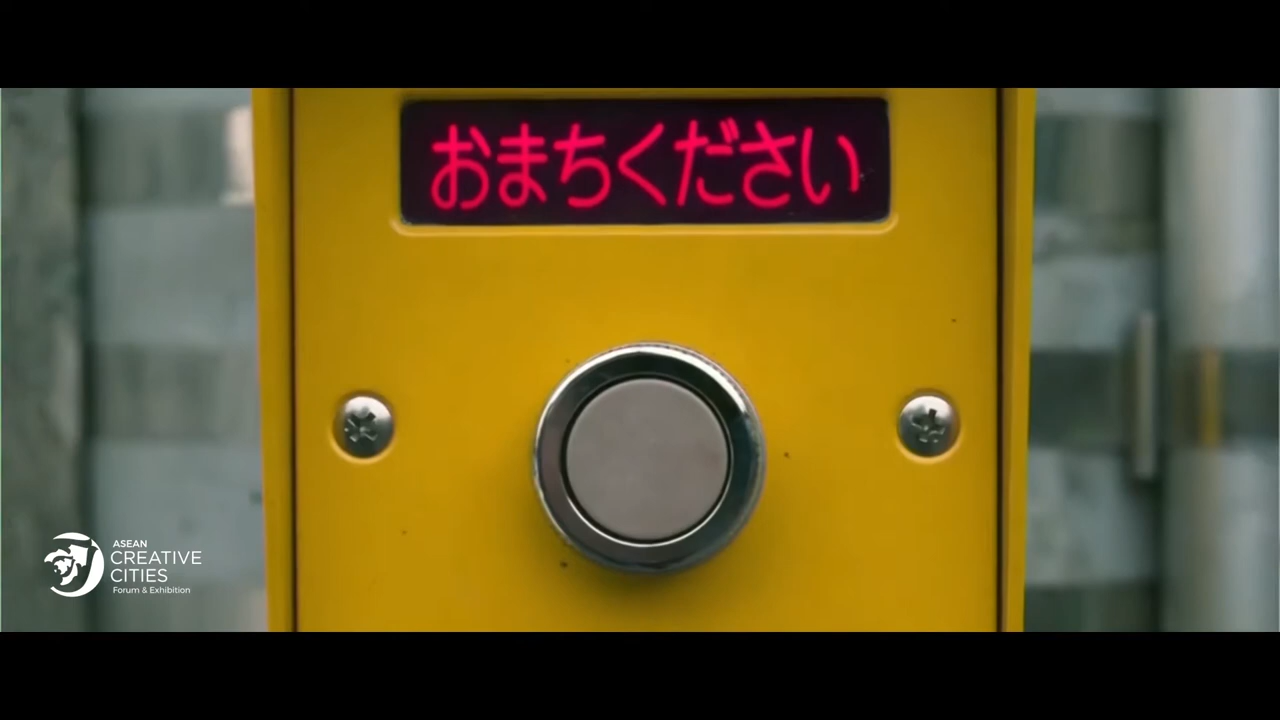 おまちください
ASEAN
CREATIVE
CITIES
Forum & Exhibition